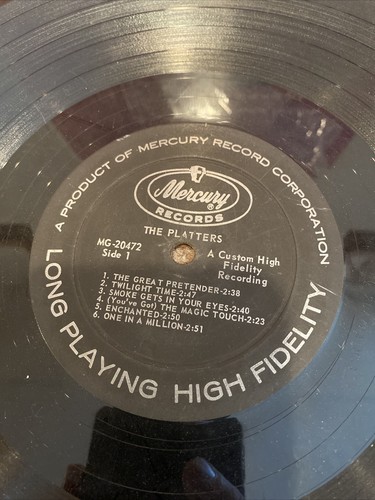 A PRODUCT OF MERCURY RECORD CORPORATION
Mercury®
RECORDS
THE PLATTERS
MG-20472
Side 1
A Custom High
Fidelity
Recording
1. THE GREAT PRETENDER-2:38
2. TWILIGHT TIME-2:47
3. SMOKE GETS IN YOUR EYES-2:40
4. (You've Got) THE MAGIC TOUCH-2:23
5. ENCHANTED-2:50
6. ONE IN A MILLION-2:51
LONG PLAYING HIGH FIDELITY